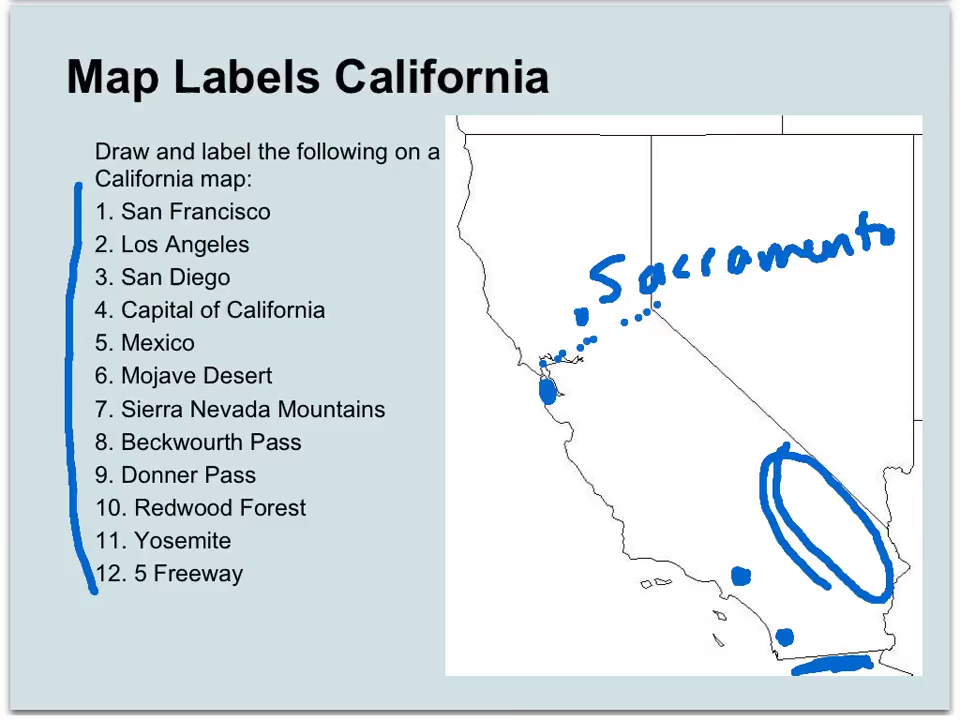 Map Labels California
Draw and label the following on a
California map:
1. San Francisco
2. Los Angeles
3. San Diego
4. Capital of California
5. Mexico
6. Mojave Desert
7. Sierra Nevada Mountains
8. Beckwourth Pass
9. Donner Pass
10. Redwood Forest
11. Yosemite
12. 5 Freeway
Sacramento